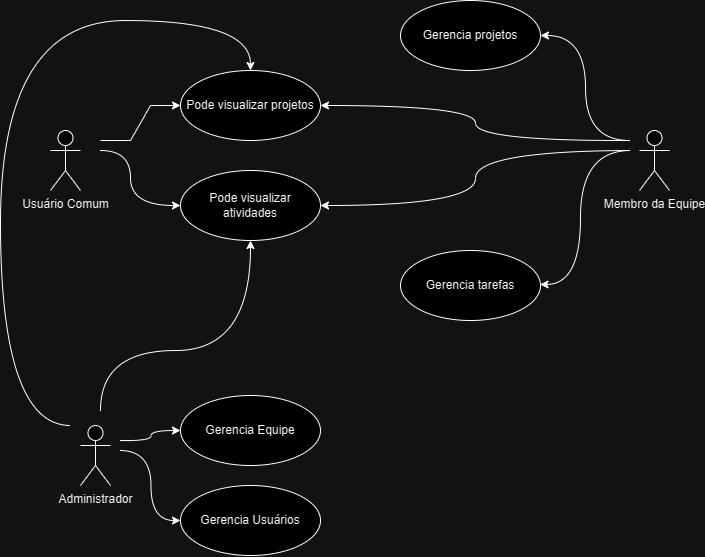 Gerencia projetos
Pode visualizar projetos
Usuário Comum
Pode visualizar
atividades
Membro da Equipe
Gerencia tarefas
Gerencia Equipe
Administrador
Gerencia Usuários